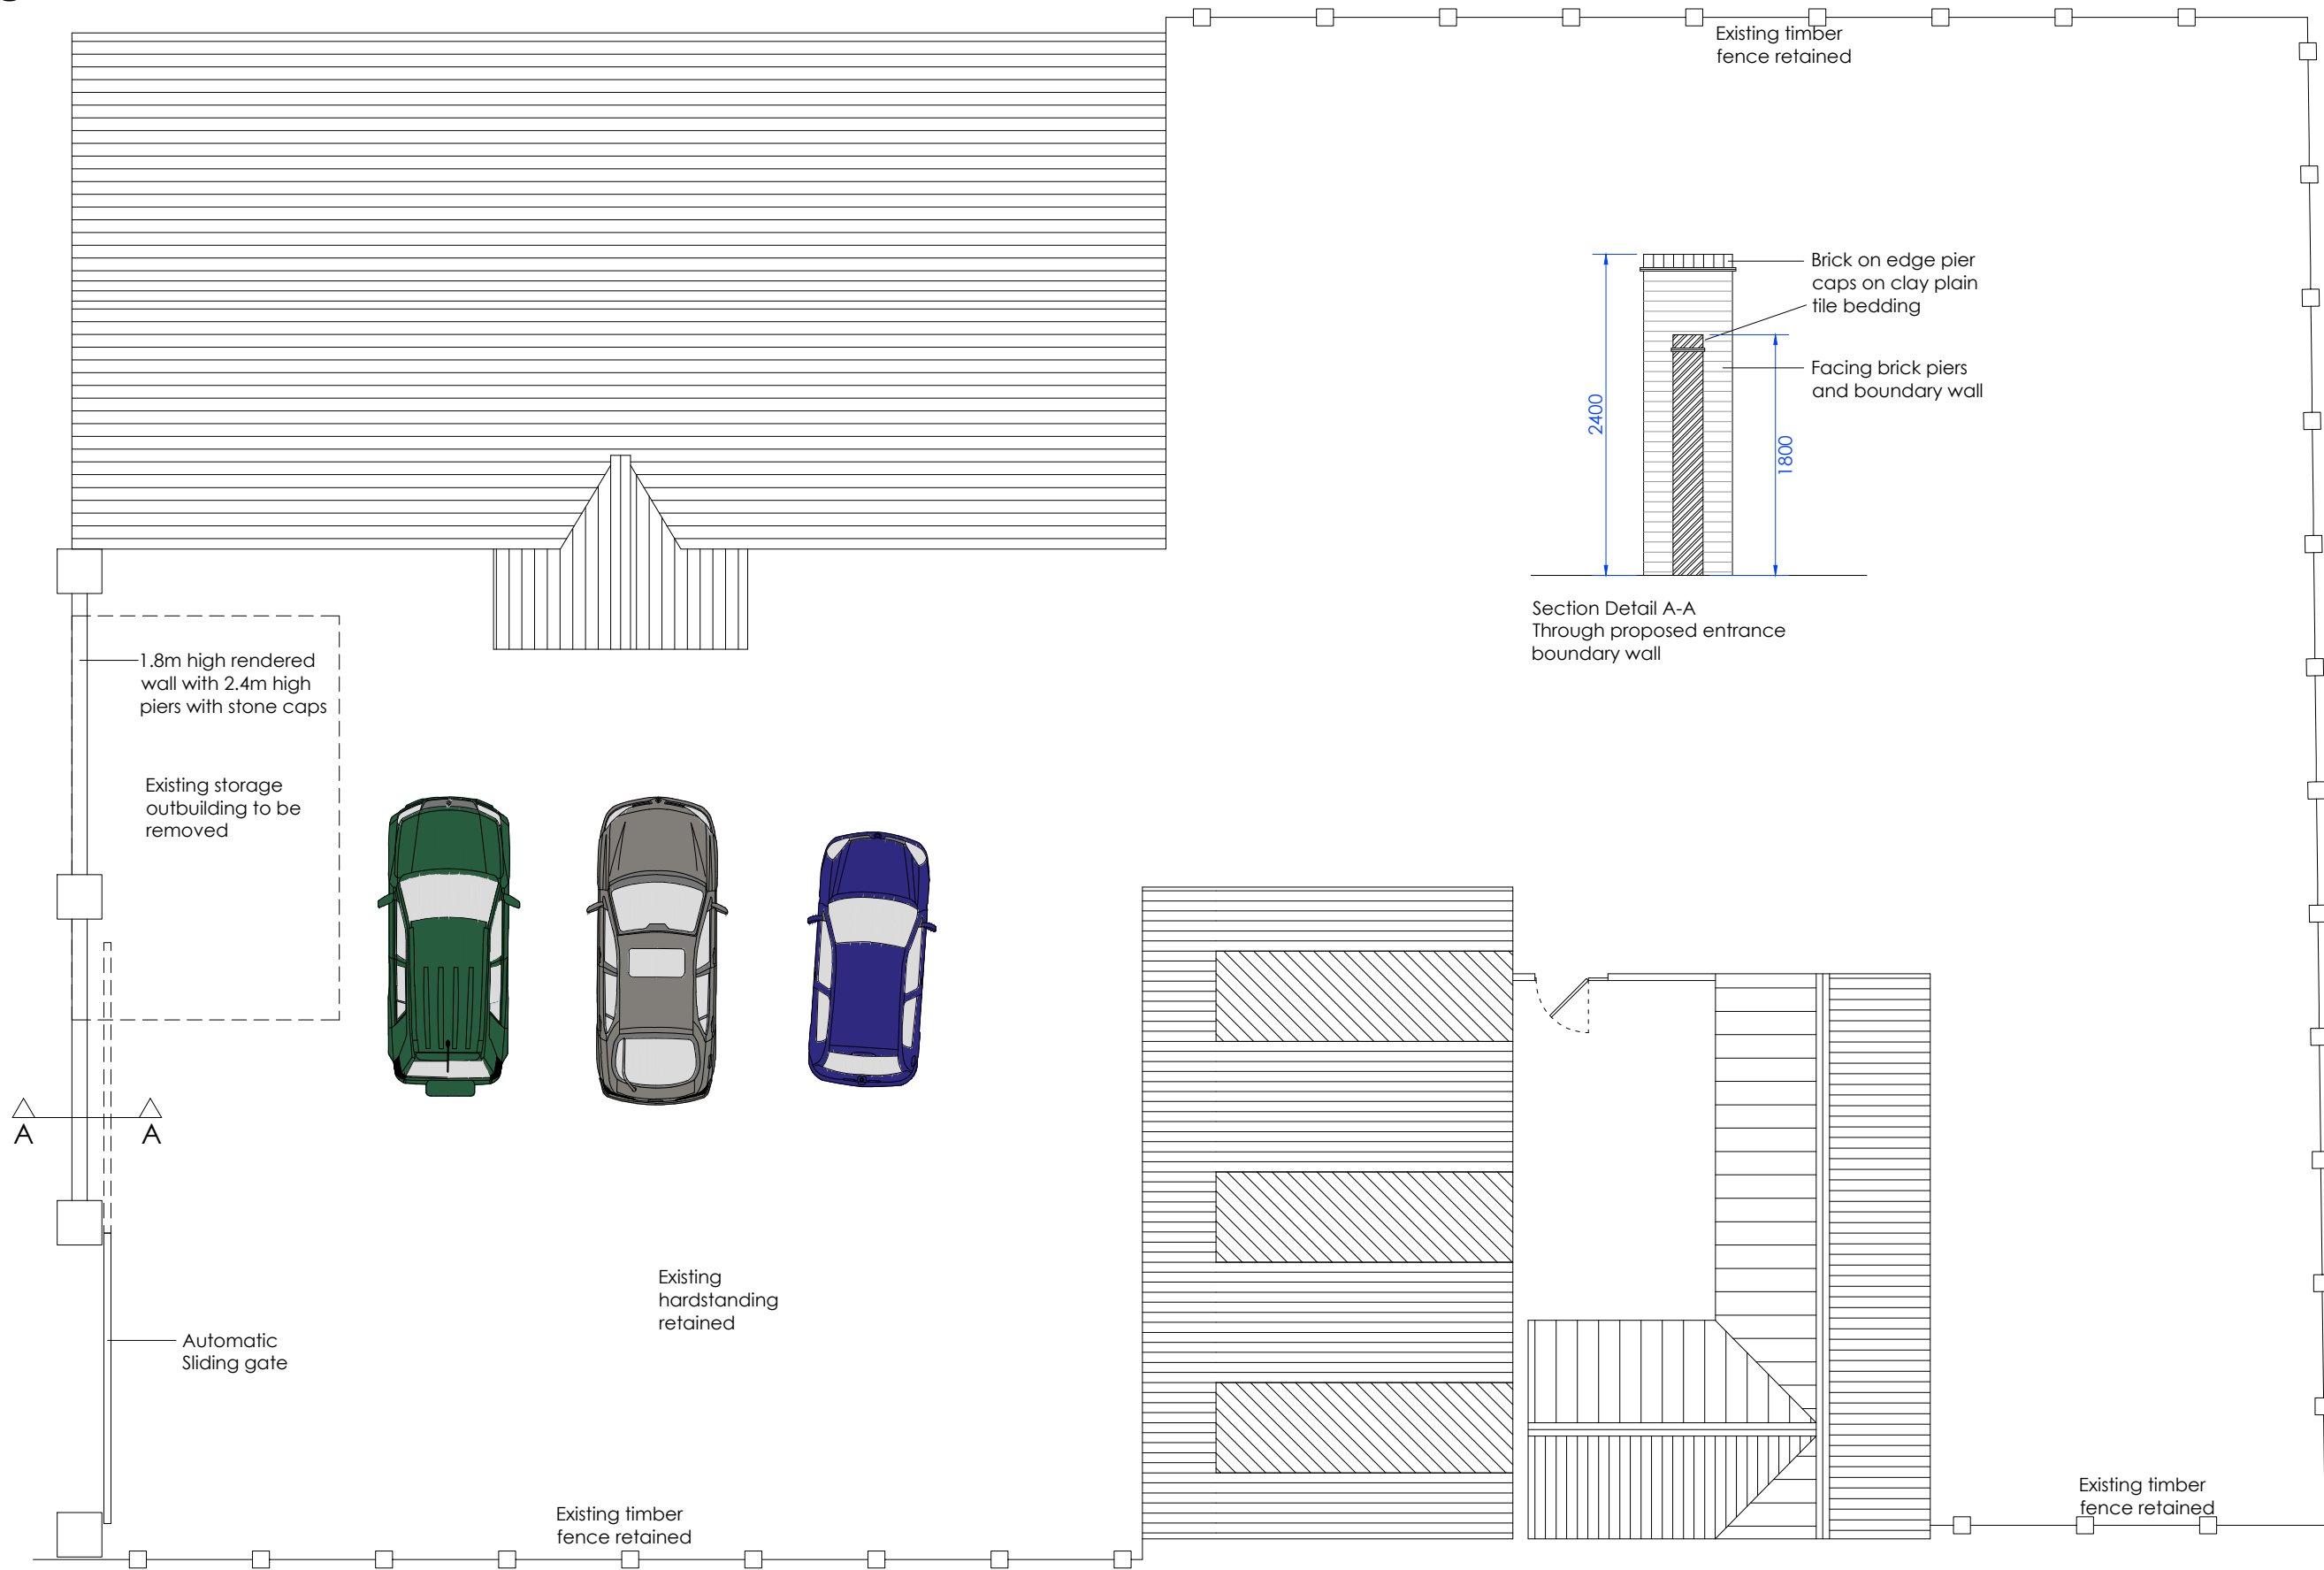 Existing timber
fence retained
Brick on edge pier
caps on clay plain
tile bedding
Facing brick piers
and boundary wall
2400
1800
Section Detail A-A
Through proposed entrance
boundary wall
1.8m high rendered
wall with 2.4m high
piers with stone caps
Existing storage
outbuilding to be
removed
A
A
Existing
hardstanding
retained
Automatic
Sliding gate
Existing timber
fence retained
Existing timber
fence retained